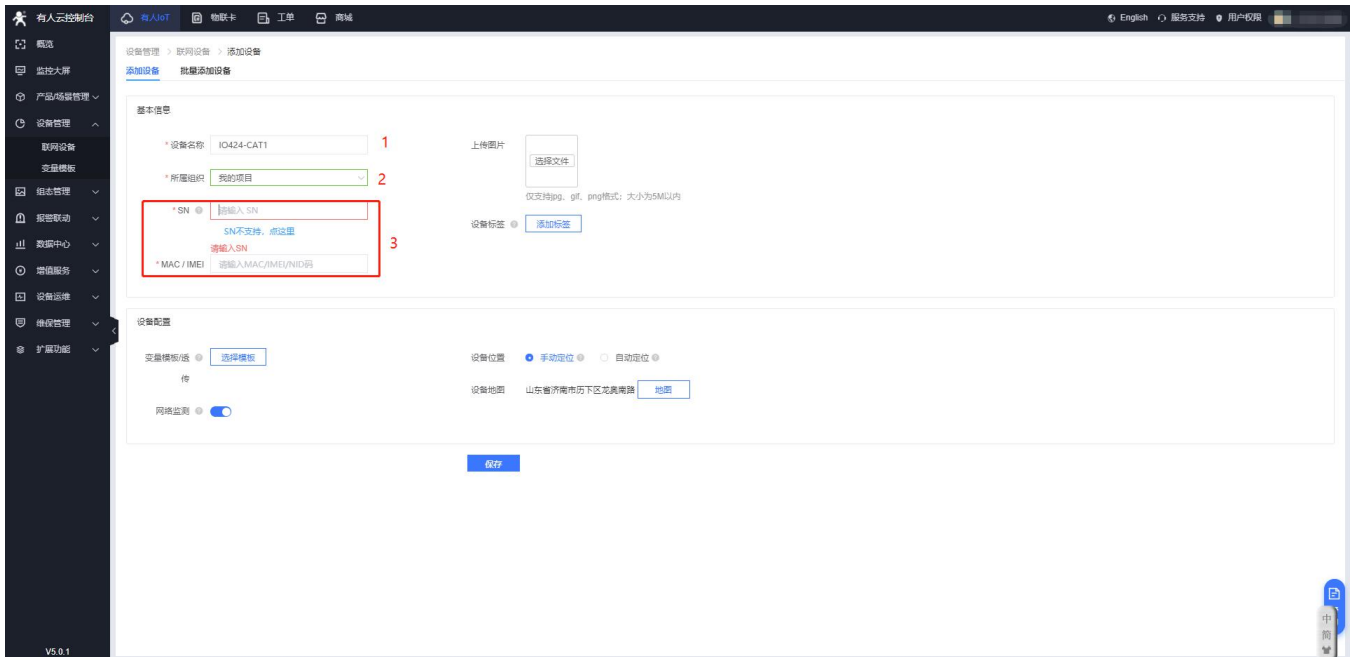 有人云控制台
有人IoT 物联卡 工单 商城
English 服务支持 用户权限
概览
监控大屏
产品/场景管理
设备管理
联网设备
变量模板
组态管理
报警联动
数据中心
增值服务
设备运维
维保管理
扩展功能
V5.0.1
设备管理 > 联网设备 > 添加设备
添加设备 批量添加设备
基本信息
*设备名称 IO424-CAT1 1
*所属组织 我的项目 2
*SN 请输入 SN
SN不支持，点这里
请输入SN
3
*MAC / IMEI 请输入MAC/IMEI/NID码
上传图片
选择文件
仅支持jpg、gif、png格式；大小为5M以内
设备标签 添加标签
设备配置
变量模板/透
传
选择模板
网络监测
设备位置 手动定位 自动定位
设备地图 山东省济南市历下区龙奥南路 地图
保存
中
简